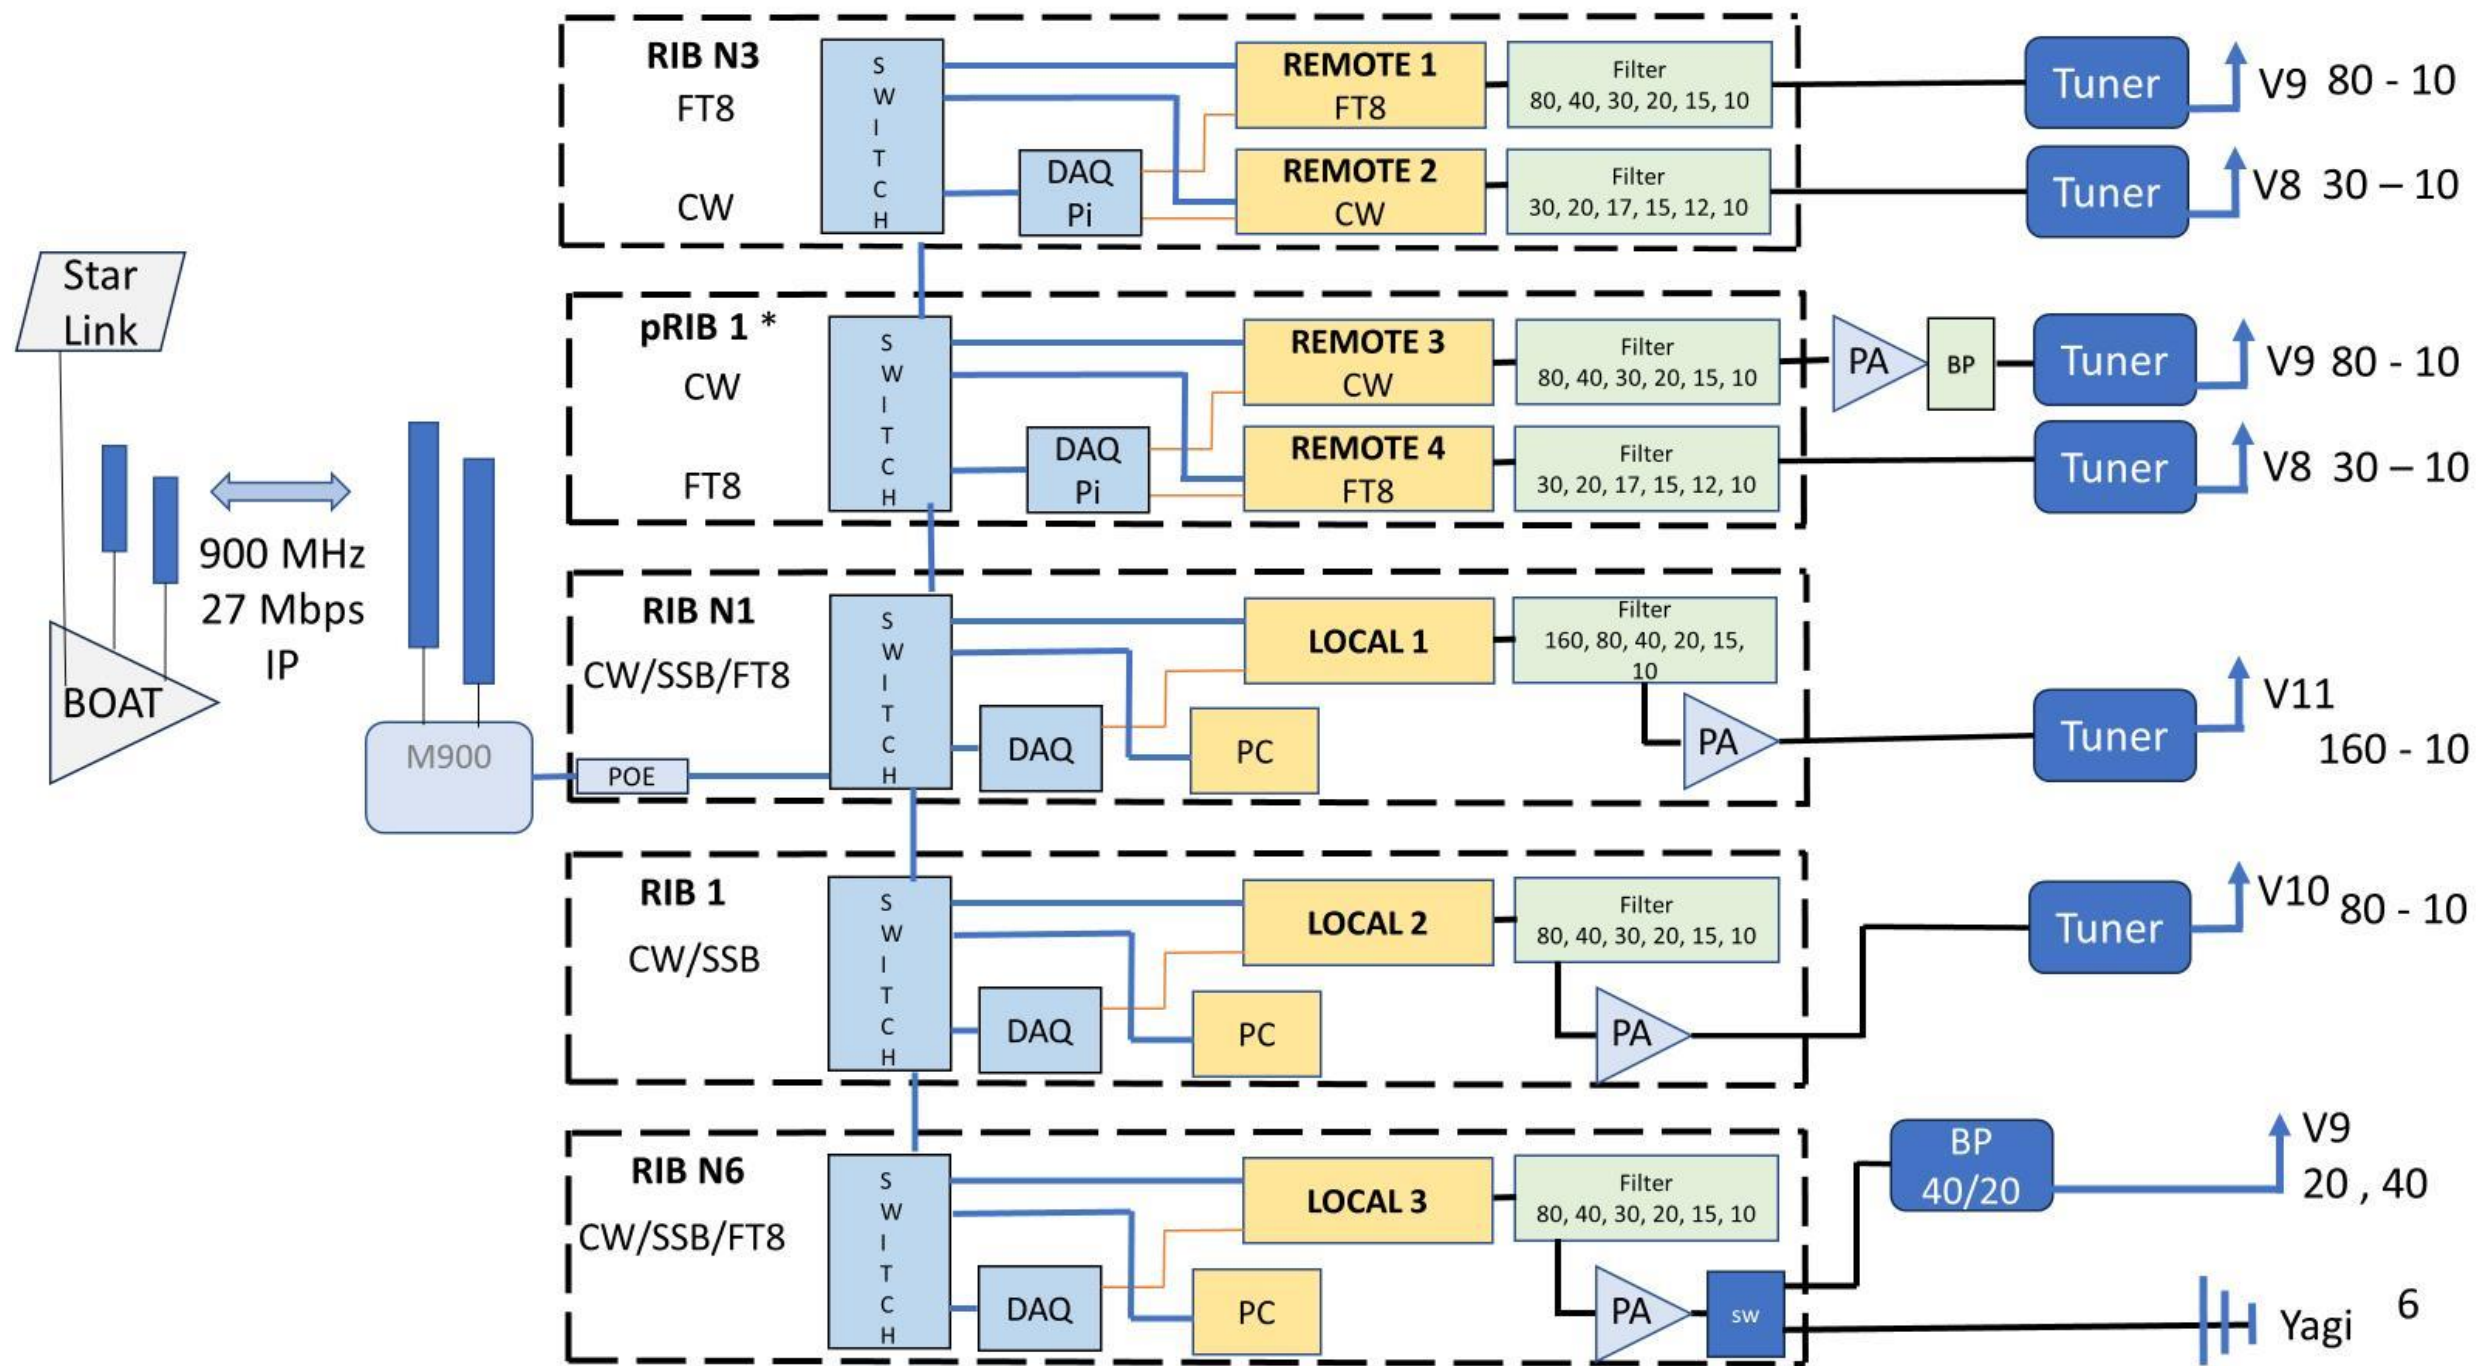 Star
Link
BOAT
900 MHz
27 Mbps
IP
M900
POE
RIB N3
FT8
CW
SWITCH
DAQ
Pi
REMOTE 1
FT8
REMOTE 2
CW
Filter
80, 40, 30, 20, 15, 10
Filter
30, 20, 17, 15, 12, 10
Tuner
V9 80 - 10
Tuner
V8 30 – 10
pRIB 1 *
CW
FT8
SWITCH
DAQ
Pi
REMOTE 3
CW
REMOTE 4
FT8
Filter
80, 40, 30, 20, 15, 10
Filter
30, 20, 17, 15, 12, 10
PA
BP
Tuner
V9 80 - 10
Tuner
V8 30 – 10
RIB N1
CW/SSB/FT8
SWITCH
DAQ
LOCAL 1
PC
Filter
160, 80, 40, 20, 15,
10
PA
Tuner
V11
160 - 10
RIB 1
CW/SSB
SWITCH
DAQ
LOCAL 2
PC
Filter
80, 40, 30, 20, 15, 10
PA
Tuner
V10 80 - 10
RIB N6
CW/SSB/FT8
SWITCH
DAQ
LOCAL 3
PC
Filter
80, 40, 30, 20, 15, 10
PA
SW
BP
40/20
V9
20 , 40
Yagi 6